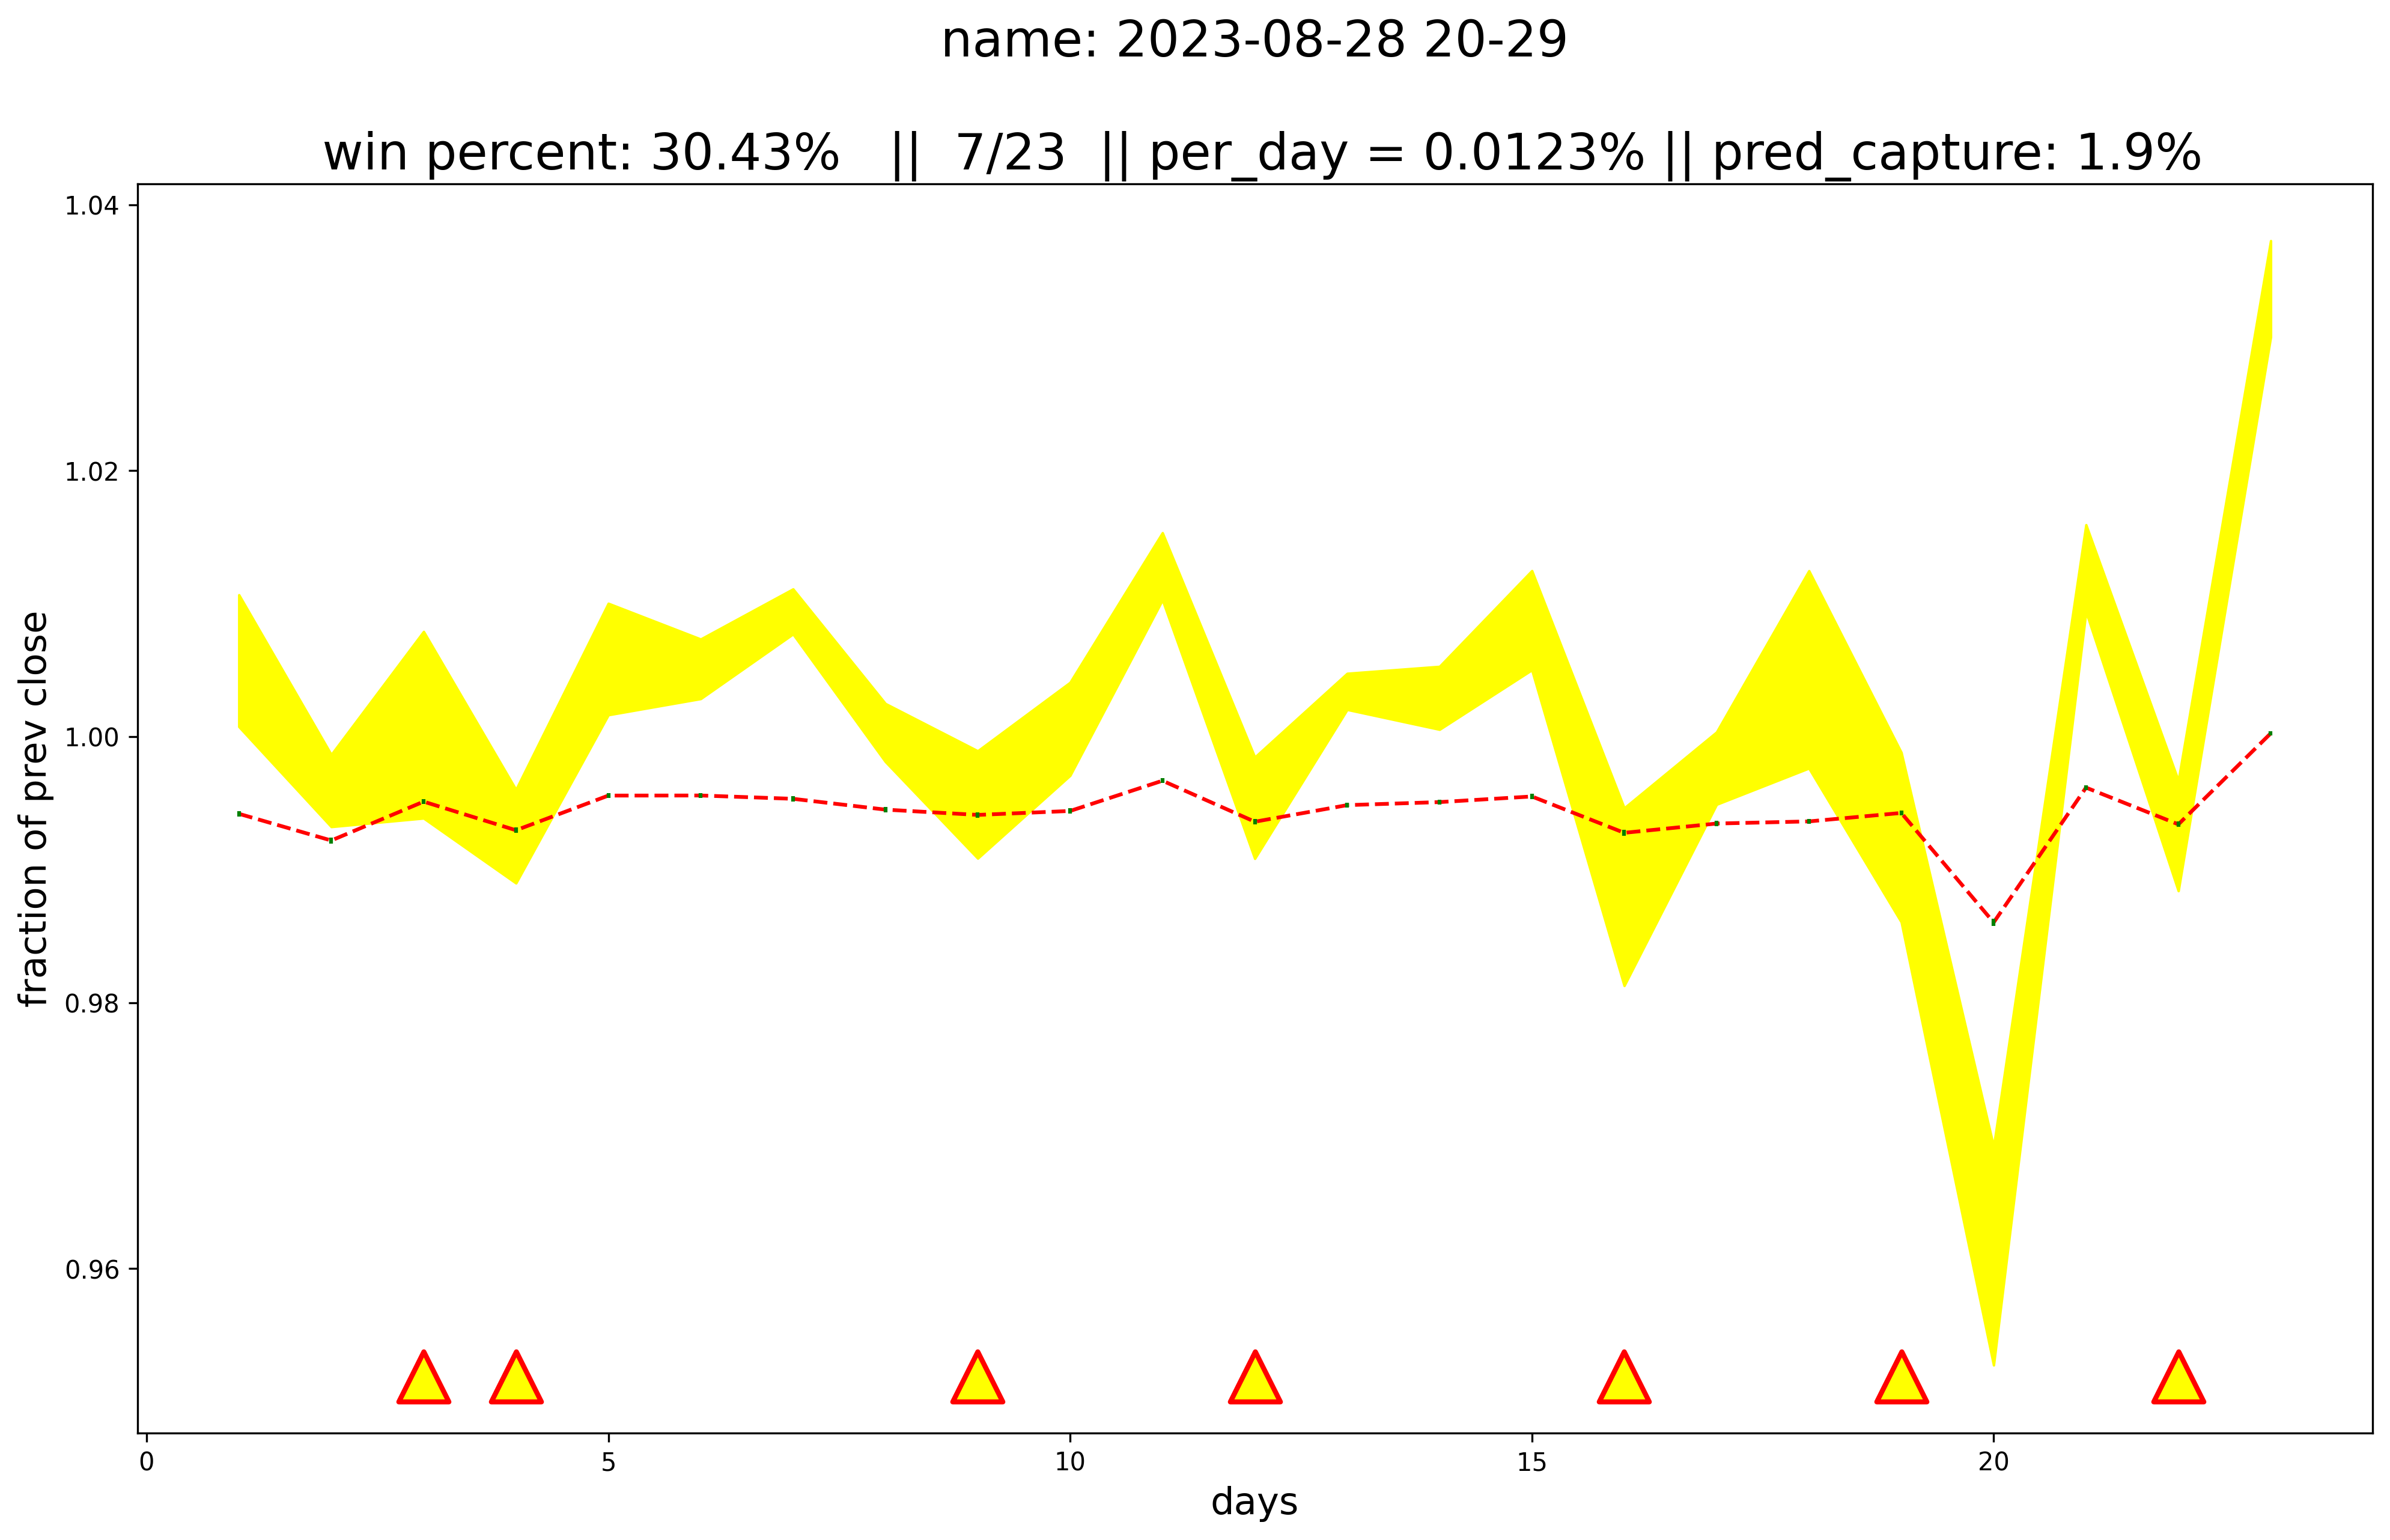 name: 2023-08-28 20-29
win percent: 30.43% || 7/23 || per_day = 0.0123% || pred_capture: 1.9%
1.04
1.02
1.00
0.98
0.96
fraction of prev close
0 5 10 15 20
days